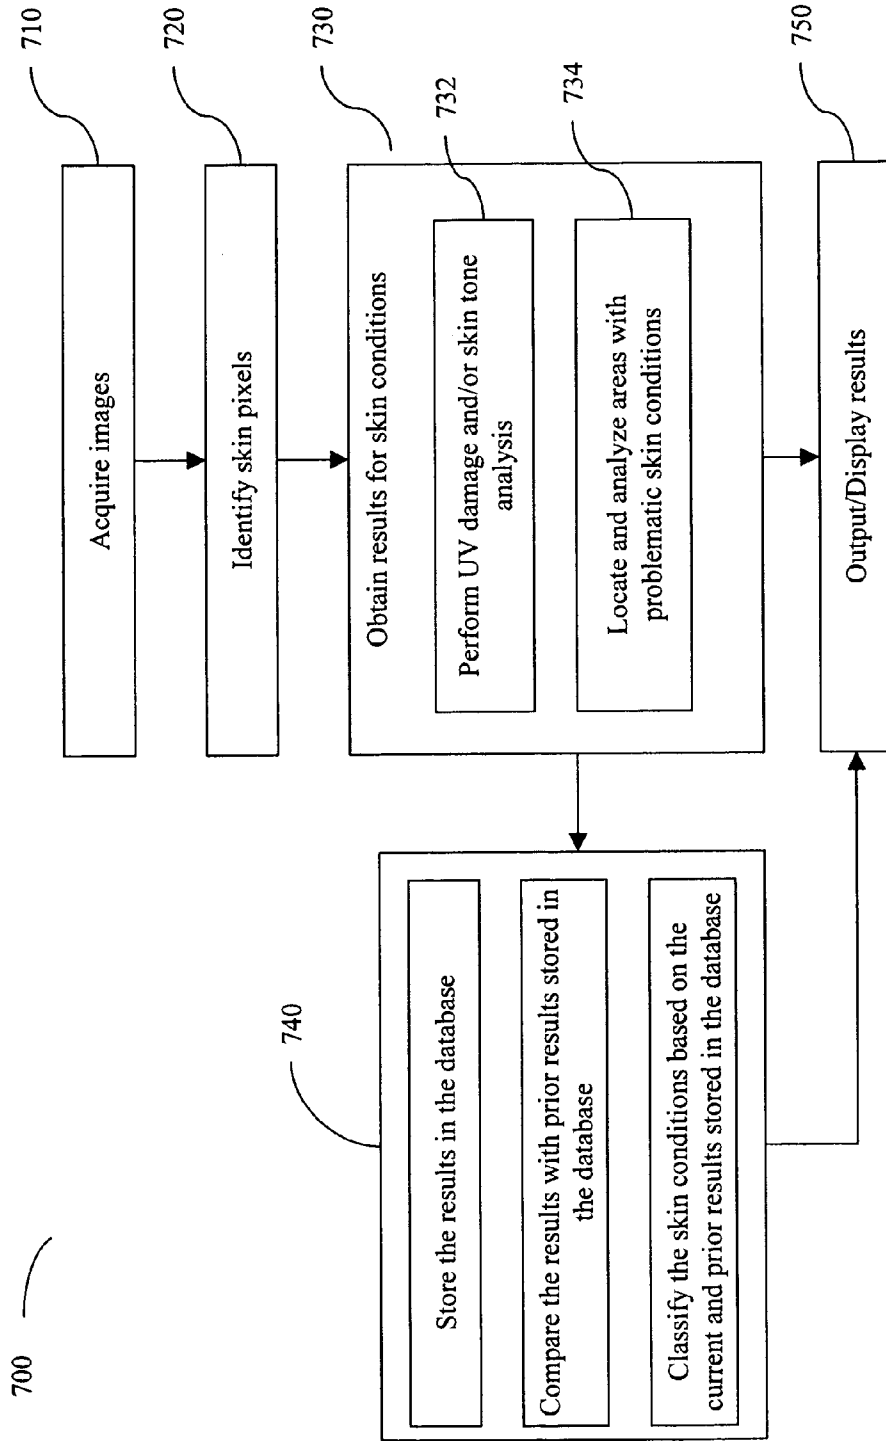 700
710
Acquire images
720
Identify skin pixels
730
Obtain results for skin conditions
732
Perform UV damage and/or skin tone
analysis
734
Locate and analyze areas with
problematic skin conditions
740
Store the results in the database
Compare the results with prior results stored in
the database
Classify the skin conditions based on the
current and prior results stored in the database
750
Output/Display results